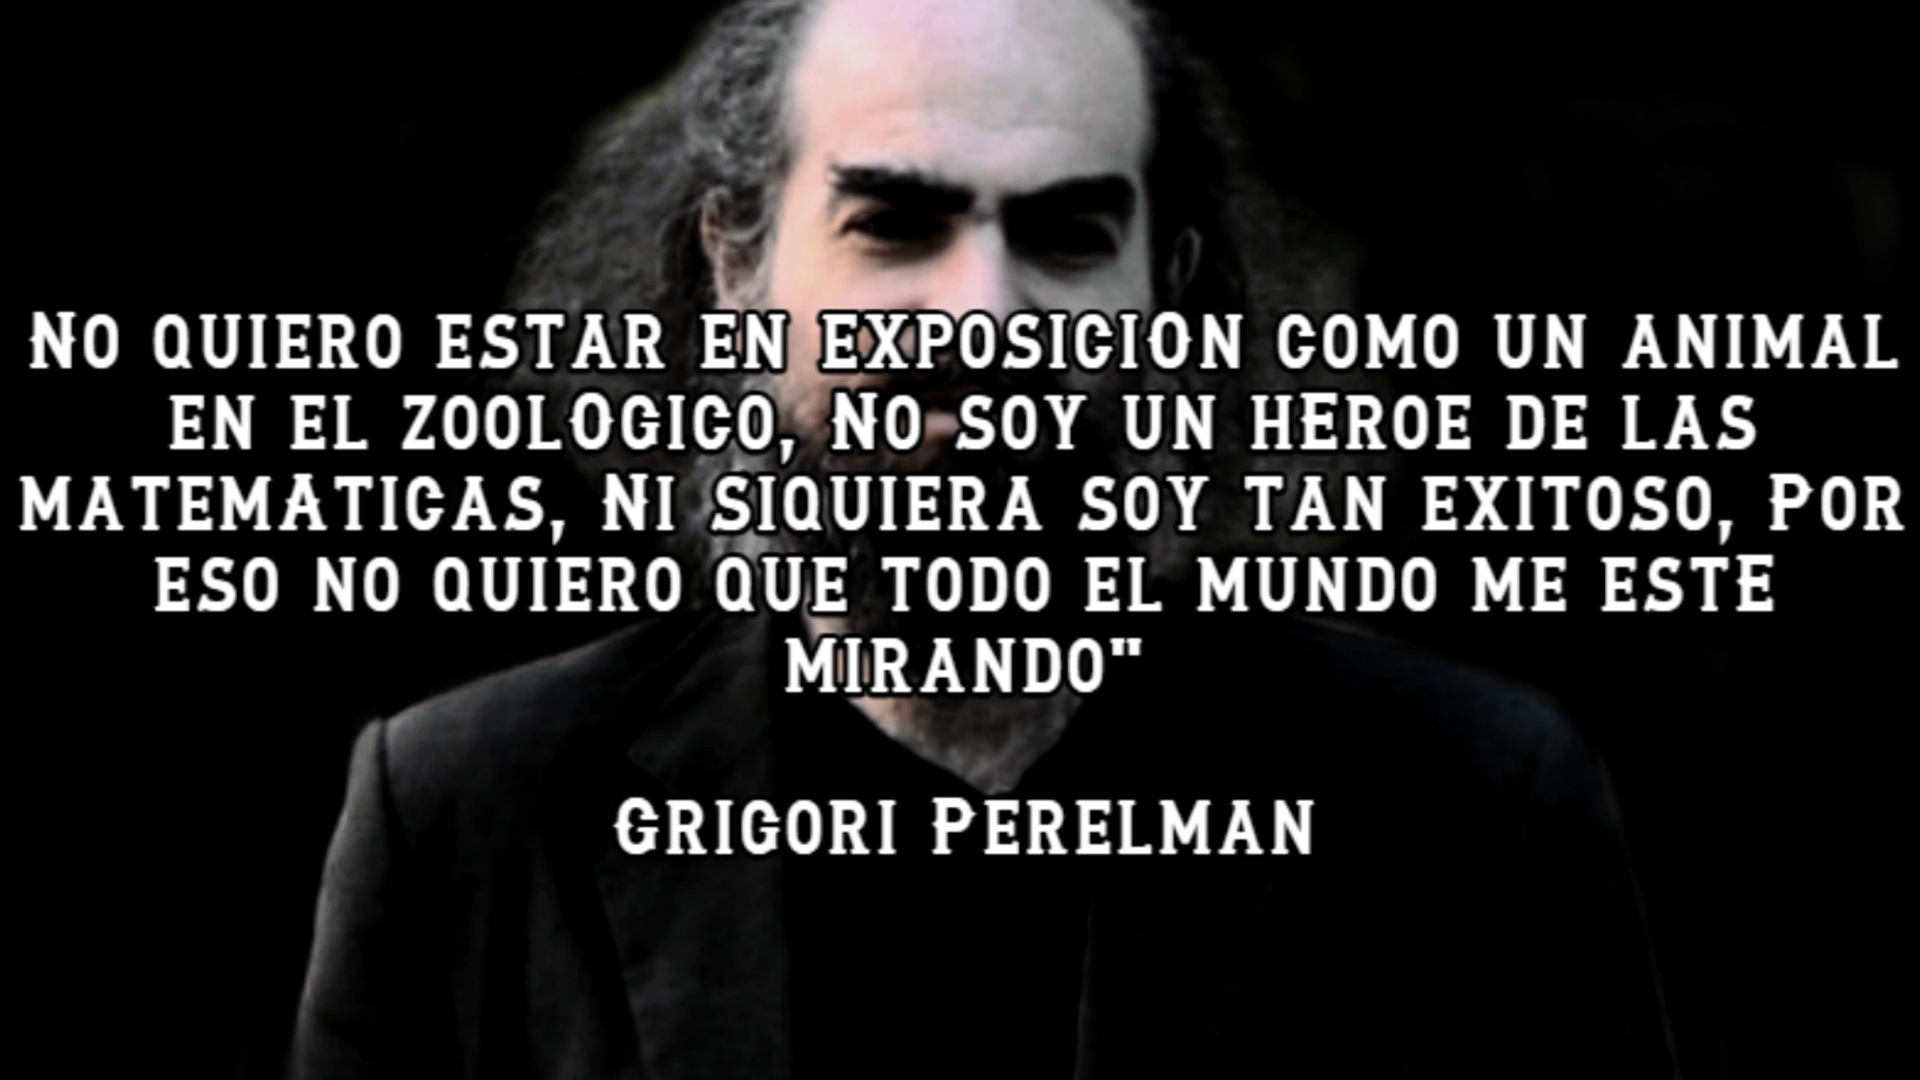 No quiero estar en exposicion como un animal
en el zoologico, No soy un heroe de las
matematicas, Ni siquiera soy tan exitoso, Por
eso no quiero que todo el mundo me este
mirando"
Grigori Perelman